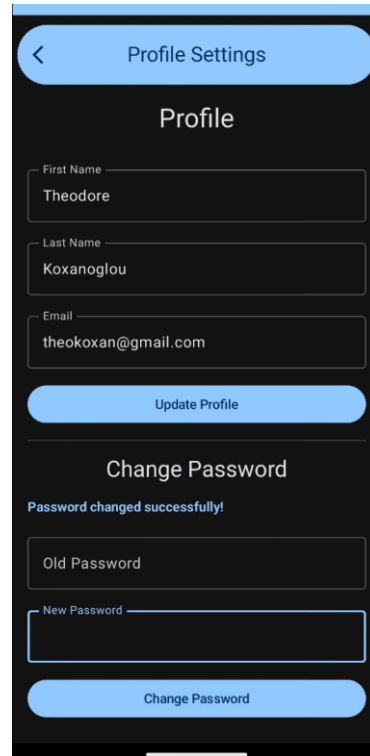 Profile Settings
Profile
First Name
Theodore
Last Name
Koxanoglou
Email
theokoxan@gmail.com
Update Profile
Change Password
Password changed successfully!
Old Password
New Password
Change Password